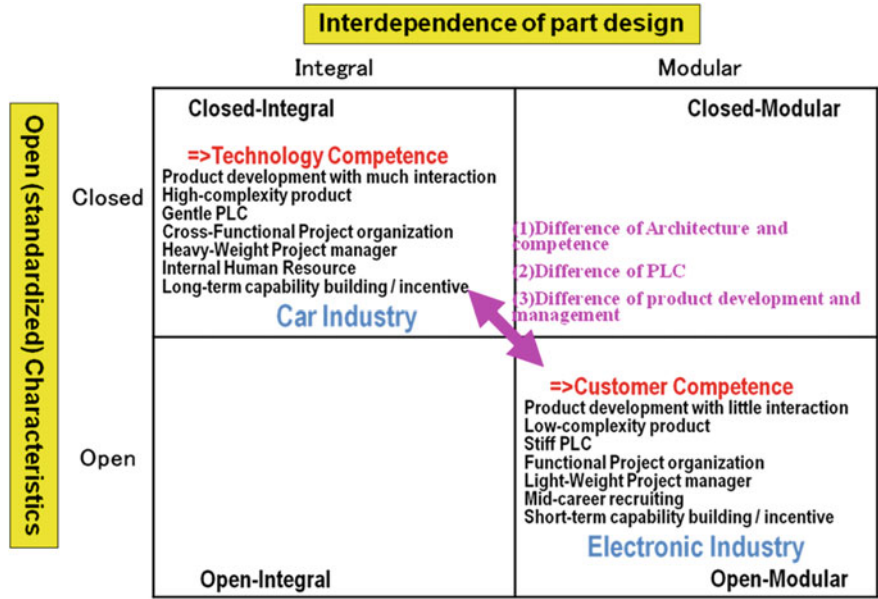 Interdependence of part design
Integral
Modular
Open (standardized) Characteristics
Closed
Open
Closed-Integral
=>Technology Competence
Product development with much interaction
High-complexity product
Gentle PLC
Cross-Functional Project organization
Heavy-Weight Project manager
Internal Human Resource
Long-term capability building / incentive
Car Industry
Closed-Modular
(1)Difference of Architecture and
competence
(2)Difference of PLC
(3)Difference of product development and
management
Open-Integral
=>Customer Competence
Product development with little interaction
Low-complexity product
Stiff PLC
Functional Project organization
Light-Weight Project manager
Mid-career recruiting
Short-term capability building / incentive
Electronic Industry
Open-Modular